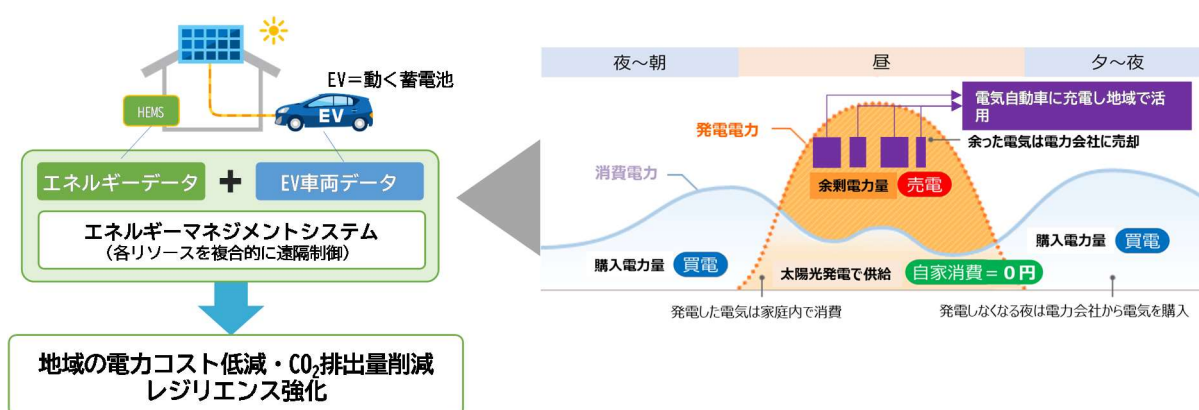 EV=動く蓄電池
HEMS
EV
エネルギーデータ
+
EV車両データ
エネルギーマネジメントシステム
（各リソースを複合的に遠隔制御）
地域の電力コスト低減・CO₂排出量削減
レジリエンス強化
夜～朝
昼
夕～夜
電気自動車に充電し地域で活
用
発電電力
余った電気は電力会社に売却
消費電力
余剰電力量
売電
購入電力量
買電
購入電力量
買電
太陽光発電で供給
自家消費＝0円
発電した電気は家庭内で消費
発電しなくなる夜は電力会社から電気を購入